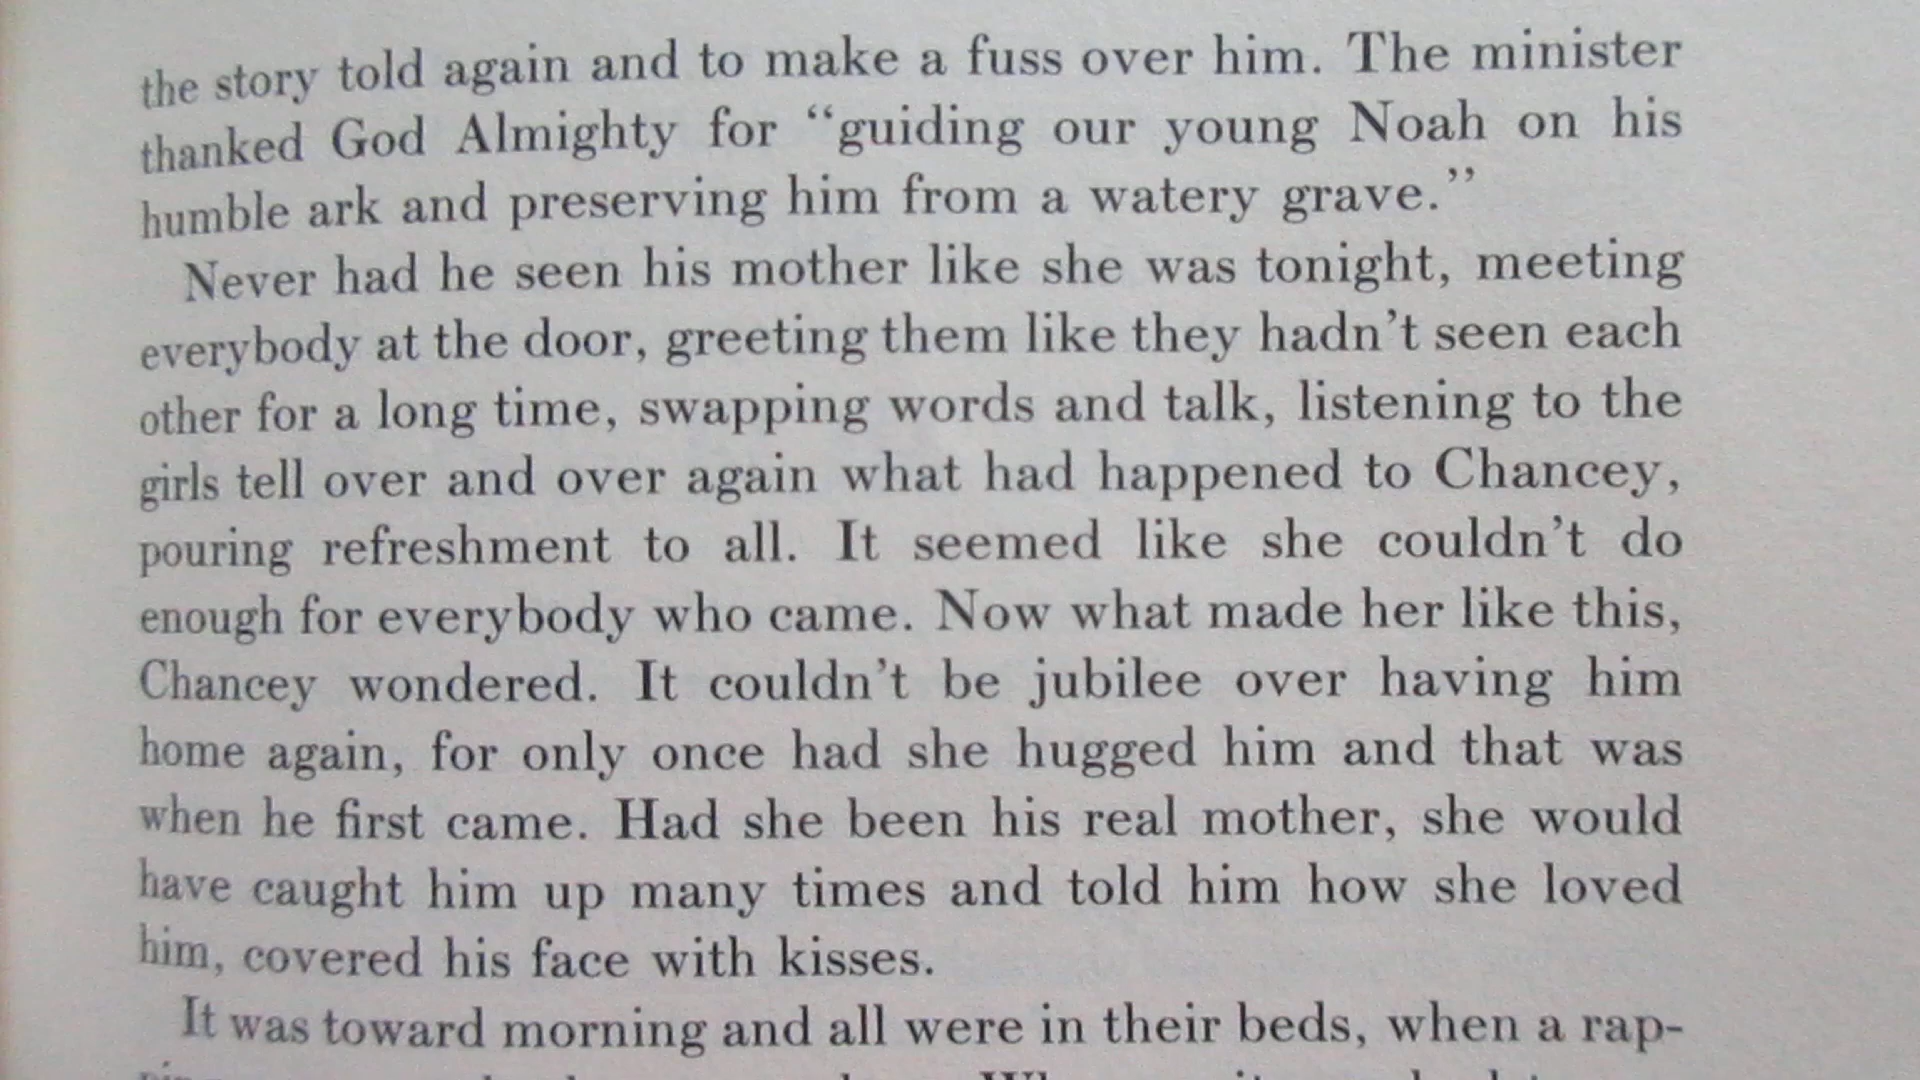 the story told again and to make a fuss over him. The minister
thanked God Almighty for “guiding our young Noah on his
humble ark and preserving him from a watery grave.”
Never had he seen his mother like she was tonight, meeting
everybody at the door, greeting them like they hadn’t seen each
other for a long time, swapping words and talk, listening to the
girls tell over and over again what had happened to Chancey,
pouring refreshment to all. It seemed like she couldn’t do
enough for everybody who came. Now what made her like this,
Chancey wondered. It couldn’t be jubilee over having him
home again, for only once had she hugged him and that was
when he first came. Had she been his real mother, she would
have caught him up many times and told him how she loved
him, covered his face with kisses.
It was toward morning and all were in their beds, when a rap-